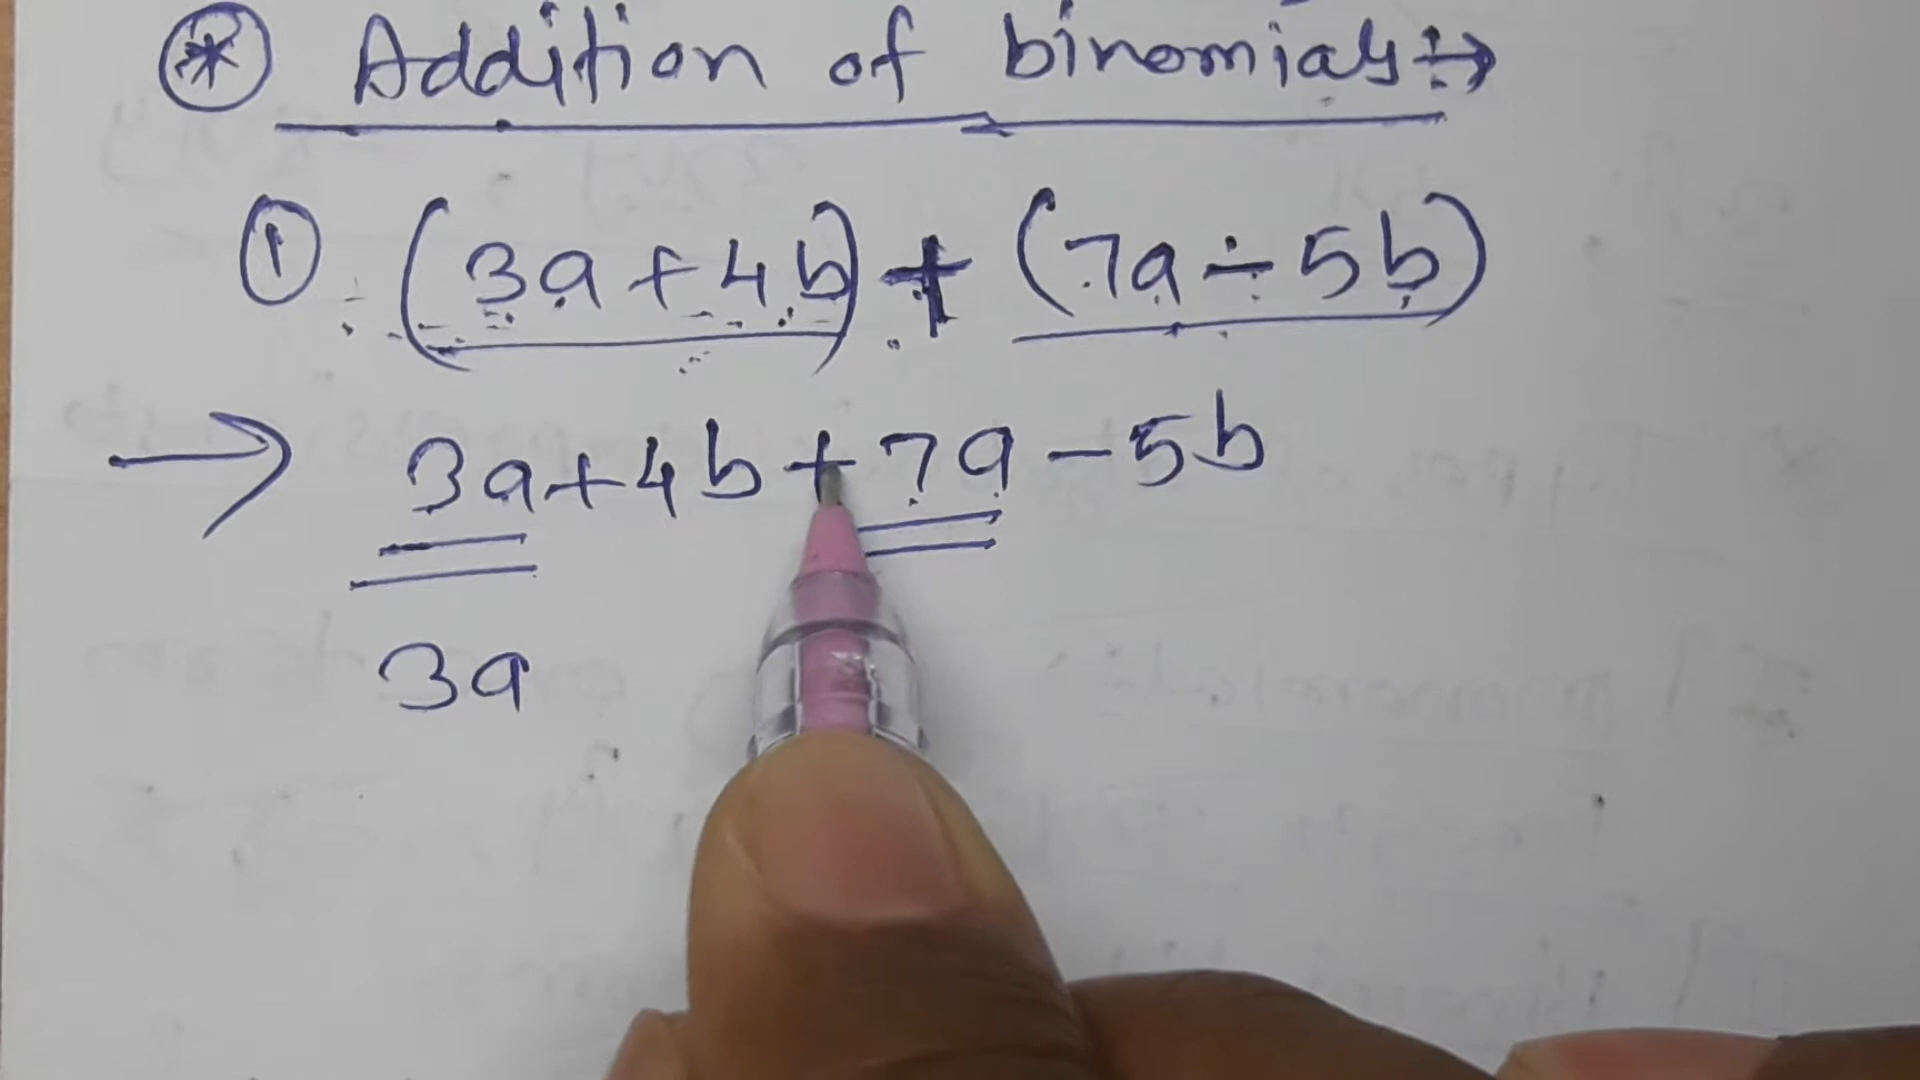 * Addition of binomials:→
① (3a+4b) + (7a-5b)
→ 3a+4b+7a-5b
3a